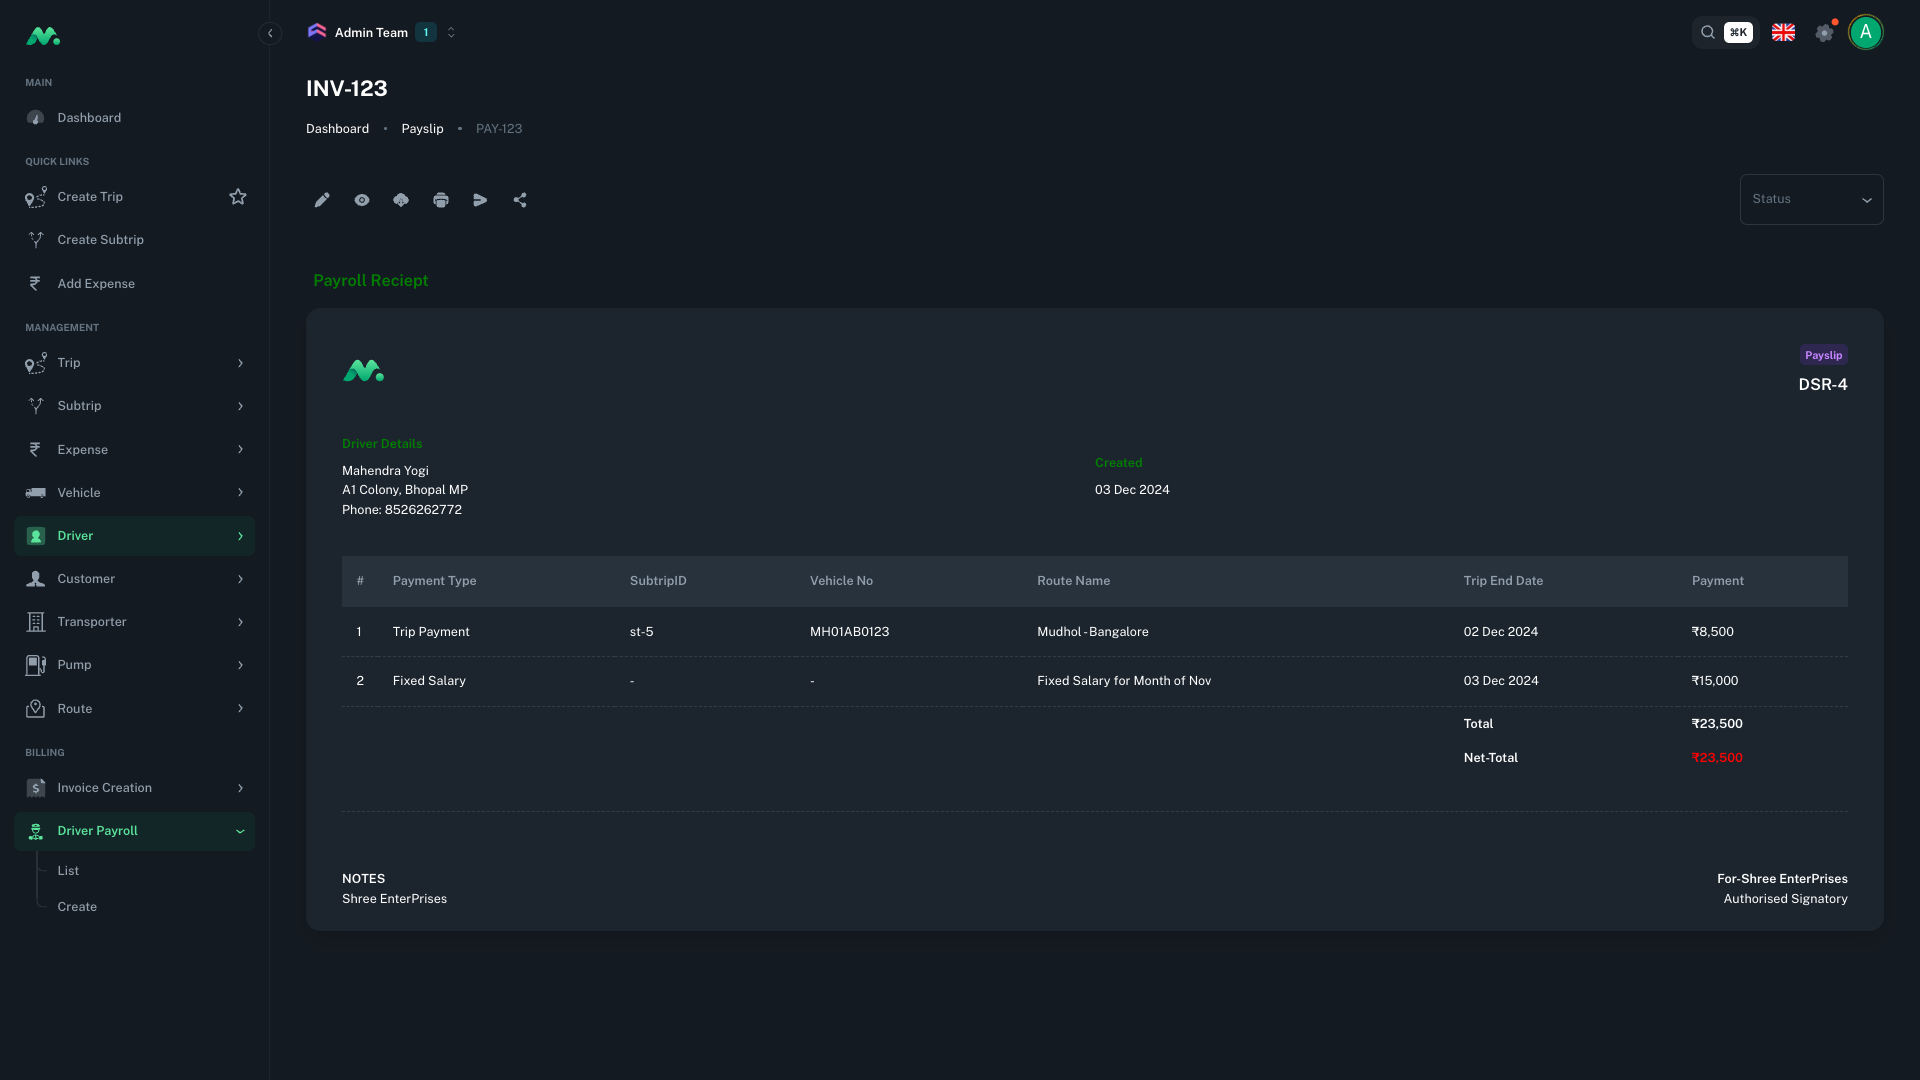 MAIN
Dashboard
QUICK LINKS
Create Trip
Create Subtrip
₹ Add Expense
MANAGEMENT
Trip
Subtrip
₹ Expense
Vehicle
Driver
Customer
Transporter
Pump
Route
BILLING
$ Invoice Creation
Driver Payroll
List
Create
Admin Team 1
⌘K
A
INV-123
Dashboard • Payslip • PAY-123
Status
Payroll Reciept
Payslip
DSR-4
Driver Details
Mahendra Yogi
A1 Colony, Bhopal MP
Phone: 8526262772
Created
03 Dec 2024
# Payment Type SubtripID Vehicle No Route Name Trip End Date Payment
1 Trip Payment st-5 MH01AB0123 Mudhol - Bangalore 02 Dec 2024 ₹8,500
2 Fixed Salary - - Fixed Salary for Month of Nov 03 Dec 2024 ₹15,000
Total ₹23,500
Net-Total ₹23,500
NOTES
Shree EnterPrises
For-Shree EnterPrises
Authorised Signatory